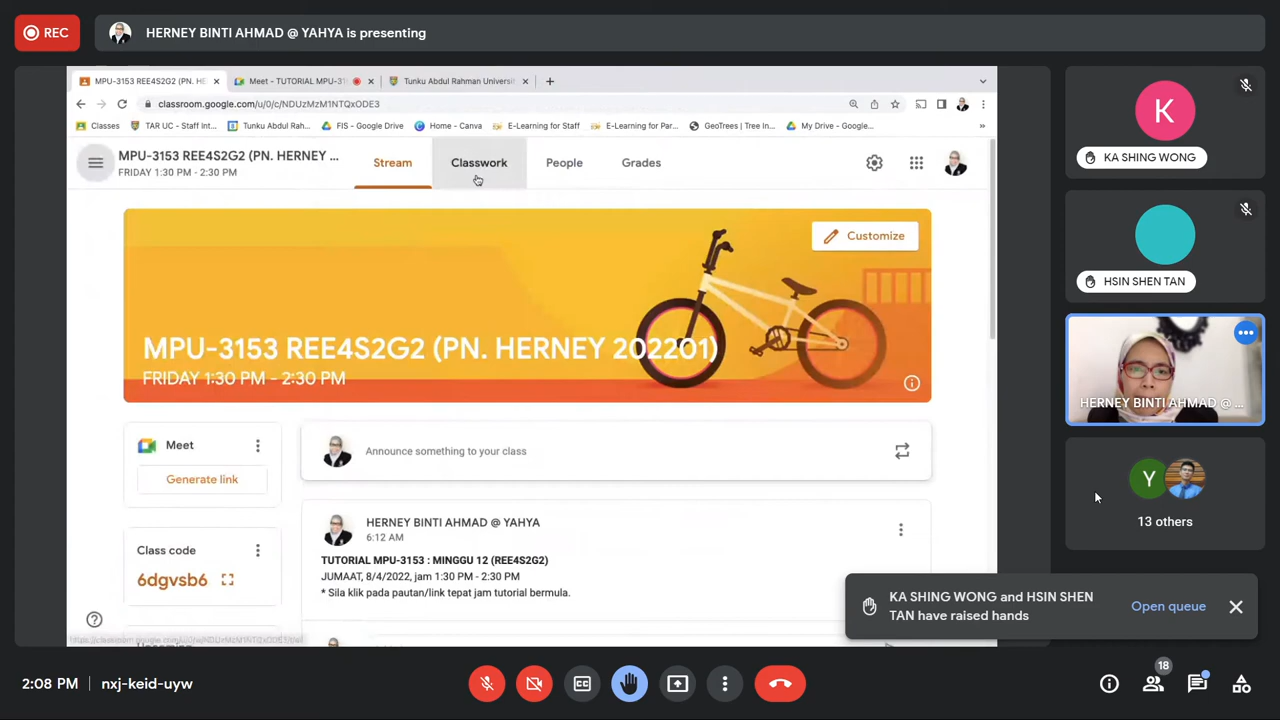 REC
HERNEY BINTI AHMAD @ YAHYA is presenting
MPU-3153 REE4S2G2 (PN. HE
Meet - TUTORIAL MPU-31
Tunku Abdul Rahman Universi
classroom.google.com/u/0/c/NDUzMzM1NTQxODE3
Classes
TAR UC - Staff Int...
Tunku Abdul Rah...
FIS - Google Drive
Home - Canva
E-Learning for Staff
E-Learning for Par...
GeoTrees | Tree In...
My Drive - Google...
MPU-3153 REE4S2G2 (PN. HERNEY ...
FRIDAY 1:30 PM - 2:30 PM
Stream
Classwork
People
Grades
Customize
MPU-3153 REE4S2G2 (PN. HERNEY 202201)
FRIDAY 1:30 PM - 2:30 PM
Meet
Generate link
Class code
6dgvsb6
Announce something to your class
HERNEY BINTI AHMAD @ YAHYA
6:12 AM
TUTORIAL MPU-3153 : MINGGU 12 (REE4S2G2)
JUMAAT, 8/4/2022, jam 1:30 PM - 2:30 PM
* Sila klik pada pautan/link tepat jam tutorial bermula.
Upcoming
K
KA SHING WONG
HSIN SHEN TAN
HERNEY BINTI AHMAD @ ...
Y
13 others
KA SHING WONG and HSIN SHEN
TAN have raised hands
Open queue
2:08 PM | nxj-keid-uyw
CC
18